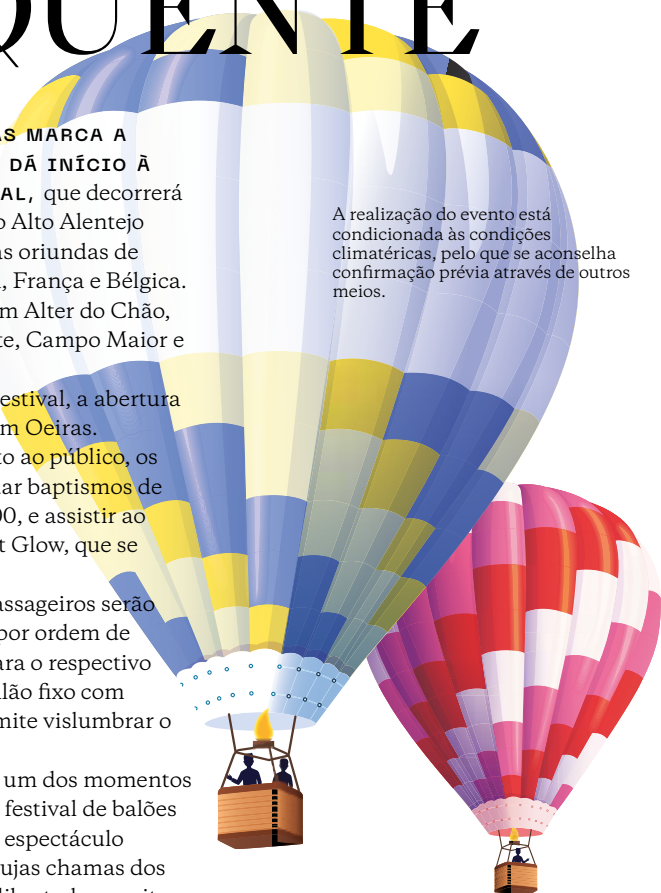 QUENTE
AS MARCA A
DÁ INÍCIO À
AL, que decorrerá
o Alto Alentejo
as oriundas de
, França e Bélgica.
m Alter do Chão,
te, Campo Maior e
estival, a abertura
m Oeiras.
to ao público, os
ar baptismos de
00, e assistir ao
t Glow, que se
assageiros serão
por ordem de
ara o respectivo
lão fixo com
mite vislumbrar o
um dos momentos
festival de balões
espectáculo
ujas chamas dos
A realização do evento está
condicionada às condições
climatéricas, pelo que se aconselha
confirmação prévia através de outros
meios.